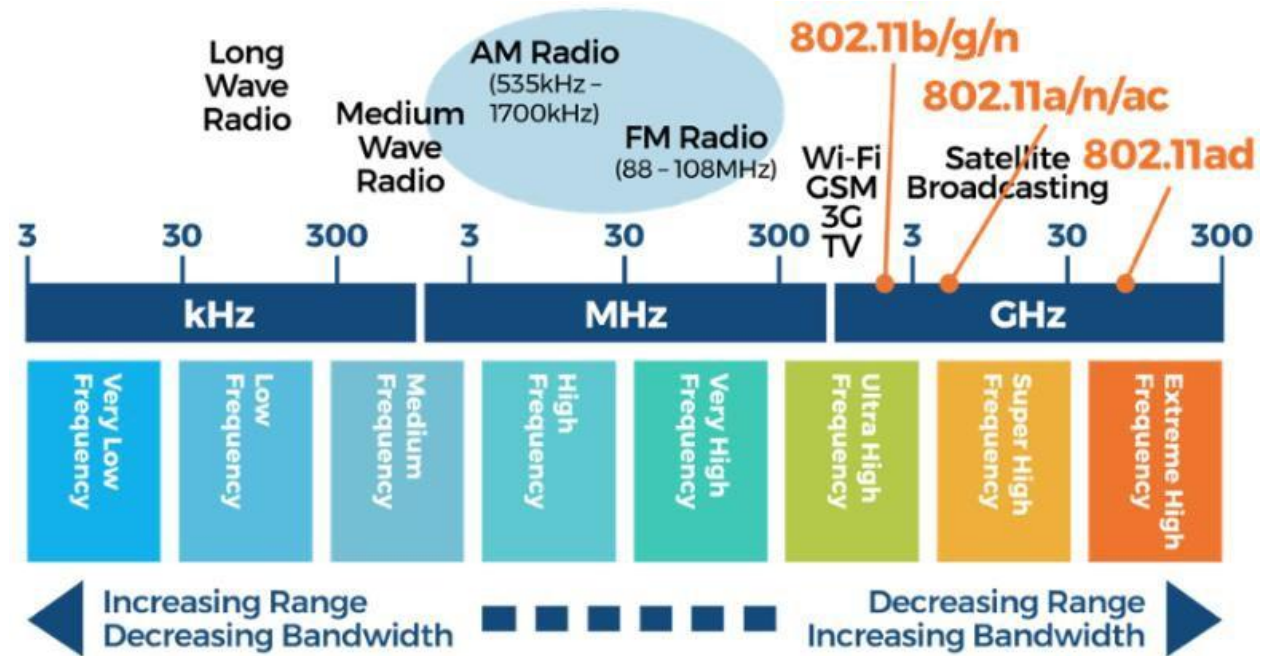 Long
Wave
Radio
Medium
Wave
Radio
AM Radio
(535kHz –
1700kHz)
FM Radio
(88 – 108MHz)
802.11b/g/n
802.11a/n/ac
802.11ad
Wi-Fi
GSM
3G
TV
Satellite
Broadcasting
3 30 300 3 30 300 3 30 300
kHz MHz GHz
Very Low
Frequency
Low
Frequency
Medium
Frequency
High
Frequency
Very High
Frequency
Ultra High
Frequency
Super High
Frequency
Extreme High
Frequency
Increasing Range
Decreasing Bandwidth
Decreasing Range
Increasing Bandwidth